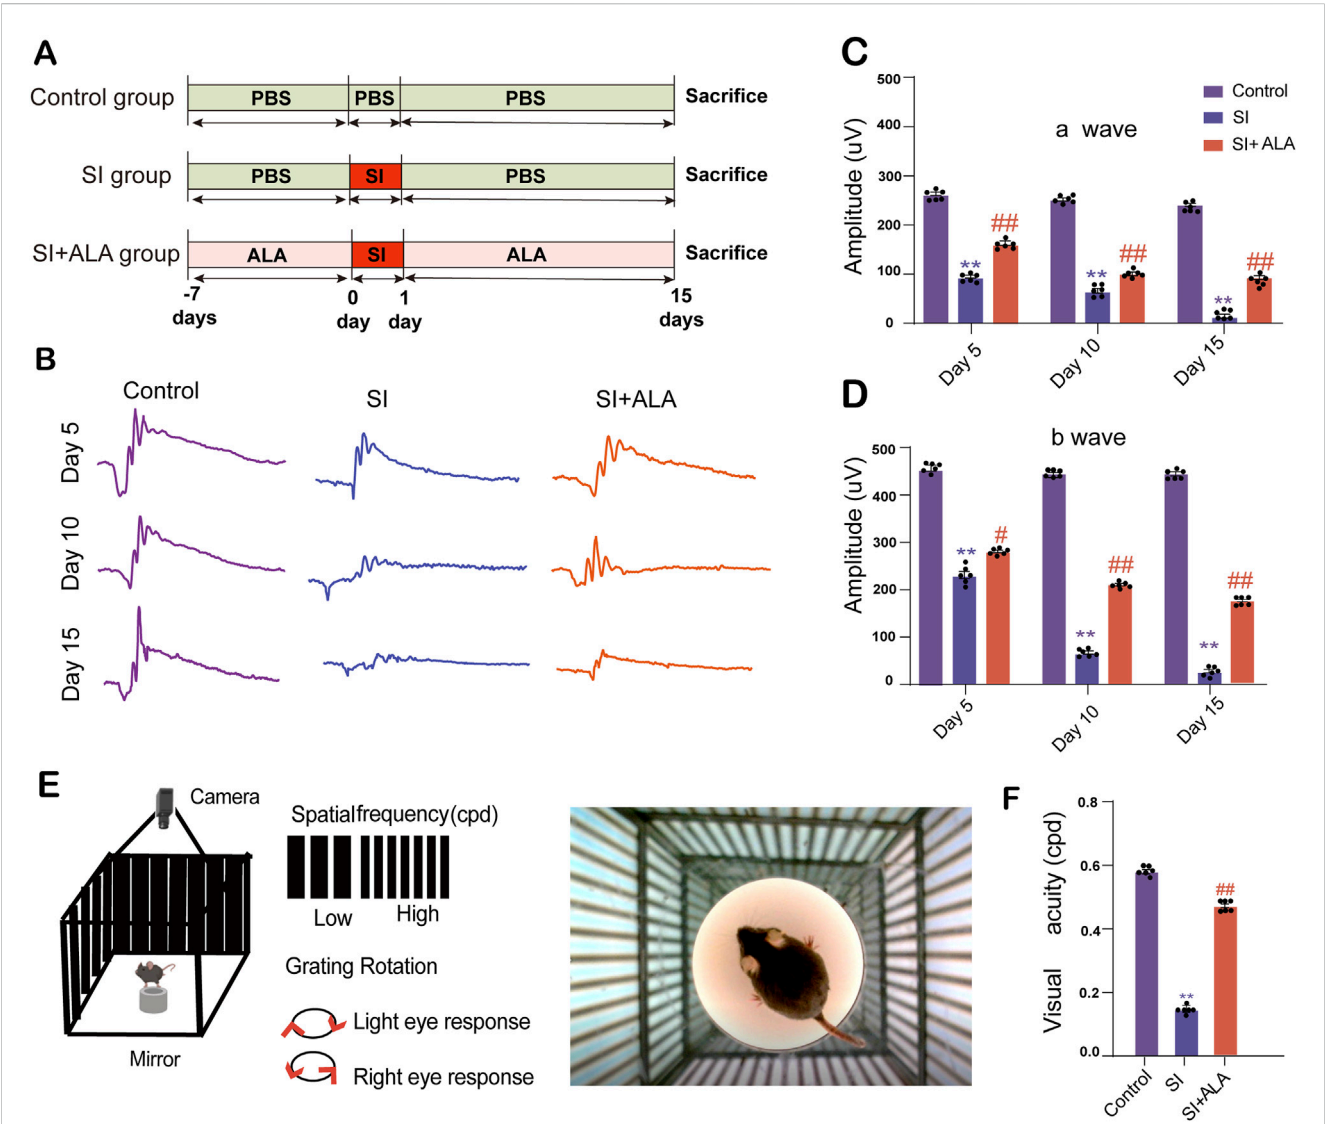 A
Control group PBS PBS PBS Sacrifice
SI group PBS SI PBS Sacrifice
SI+ALA group ALA SI ALA Sacrifice
-7 0 1 15
days day day days
B
Control SI SI+ALA
Day 5
Day 10
Day 15
C
a wave
Amplitude (uV)
500
400
300
200
100
0
Control
SI
SI+ALA
** ## ** ## ** ##
Day 5 Day 10 Day 15
D
b wave
Amplitude (uV)
500
400
300
200
100
0
** # ** ## ** ##
Day 5 Day 10 Day 15
E
Camera
Mirror
Spatialfrequency(cpd)
Low High
Grating Rotation
Light eye response
Right eye response
F
Visual acuity (cpd)
0.8
0.6
0.4
0.2
0.0
** ##
Control SI SI+ALA